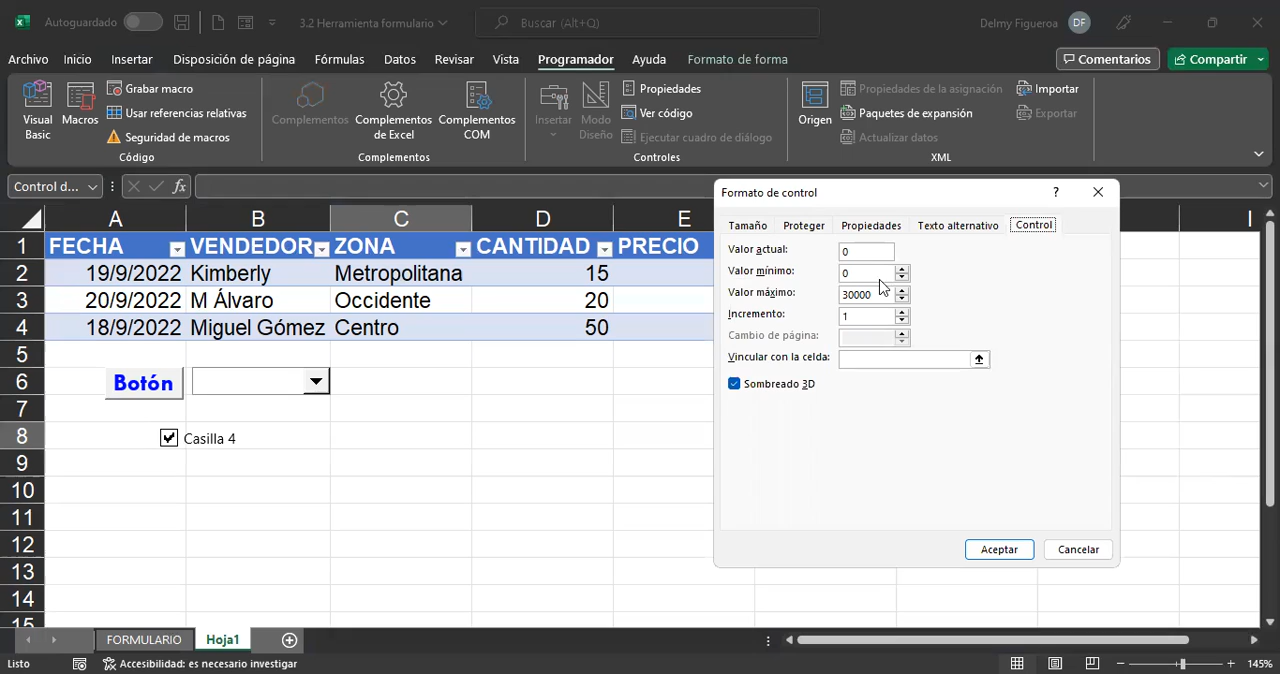 Autoguardado
3.2 Herramienta formulario
Buscar (Alt+Q)
Delmy Figueroa
DF
Archivo Inicio Insertar Disposición de página Fórmulas Datos Revisar Vista Programador Ayuda Formato de forma
Comentarios
Compartir
Visual Basic
Macros
Grabar macro
Usar referencias relativas
Seguridad de macros
Código
Complementos
Complementos de Excel
Complementos COM
Complementos
Insertar
Modo Diseño
Propiedades
Ver código
Ejecutar cuadro de diálogo
Controles
Origen
Propiedades de la asignación
Paquetes de expansión
Actualizar datos
Importar
Exportar
XML
Control d...
fx
A B C D E I
1 FECHA VENDEDOR ZONA CANTIDAD PRECIO
2 19/9/2022 Kimberly Metropolitana 15
3 20/9/2022 M Álvaro Occidente 20
4 18/9/2022 Miguel Gómez Centro 50
5
6 Botón
7
8 Casilla 4
9
10
11
12
13
14
15
Formato de control
?
Tamaño Proteger Propiedades Texto alternativo Control
Valor actual: 0
Valor mínimo: 0
Valor máximo: 30000
Incremento: 1
Cambio de página:
Vincular con la celda:
Sombreado 3D
Aceptar Cancelar
FORMULARIO Hoja1
Listo
Accesibilidad: es necesario investigar
145%